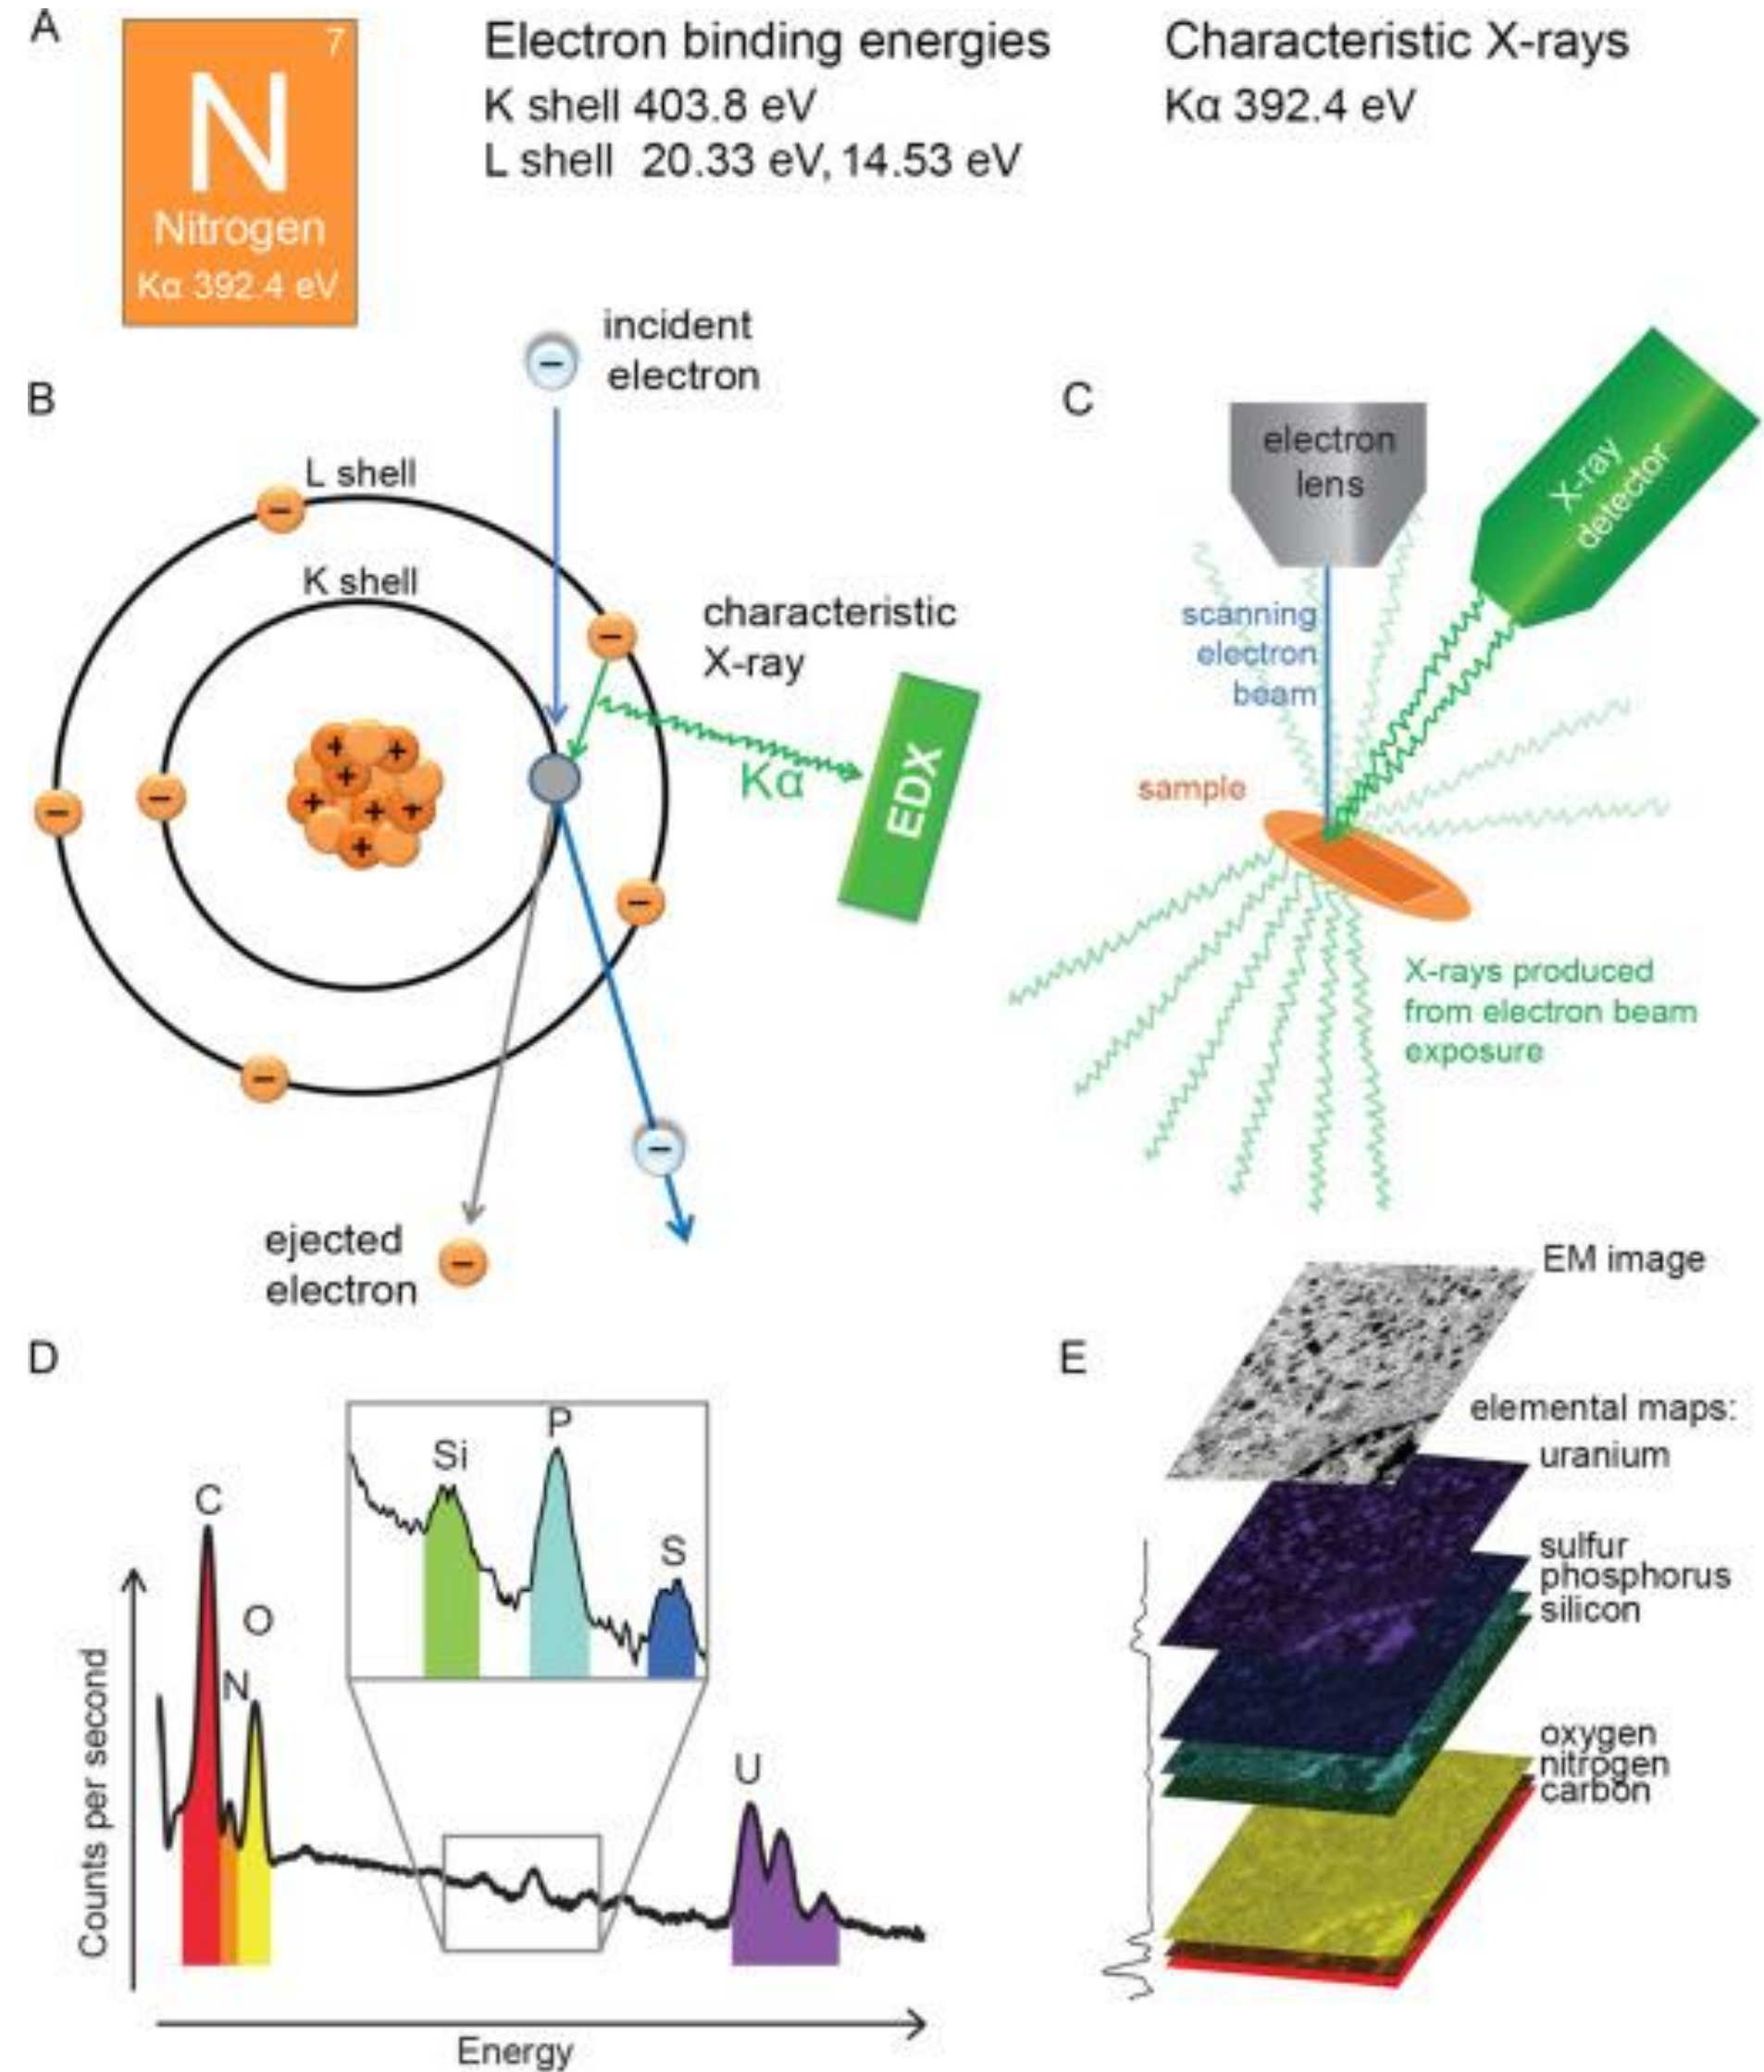 A
7
N
Nitrogen
Kα 392.4 eV
Electron binding energies
K shell 403.8 eV
L shell 20.33 eV, 14.53 eV
Characteristic X-rays
Kα 392.4 eV
B
incident
electron
L shell
K shell
characteristic
X-ray
Kα
EDX
+
+
+
+
+
+
+
−
−
−
−
−
−
−
−
−
ejected
electron
C
electron
lens
X-ray
detector
scanning
electron
beam
sample
X-rays produced
from electron beam
exposure
D
Counts per second
C
N
O
Si
P
S
U
Energy
E
EM image
elemental maps:
uranium
sulfur
phosphorus
silicon
oxygen
nitrogen
carbon